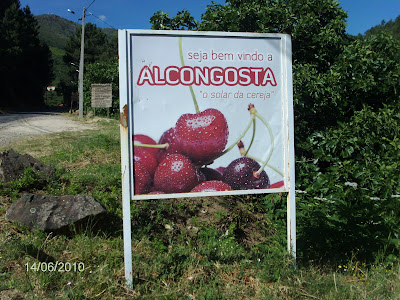 seja bem vindo a
ALCONGOSTA
"o solar da cereja"
14/06/2010